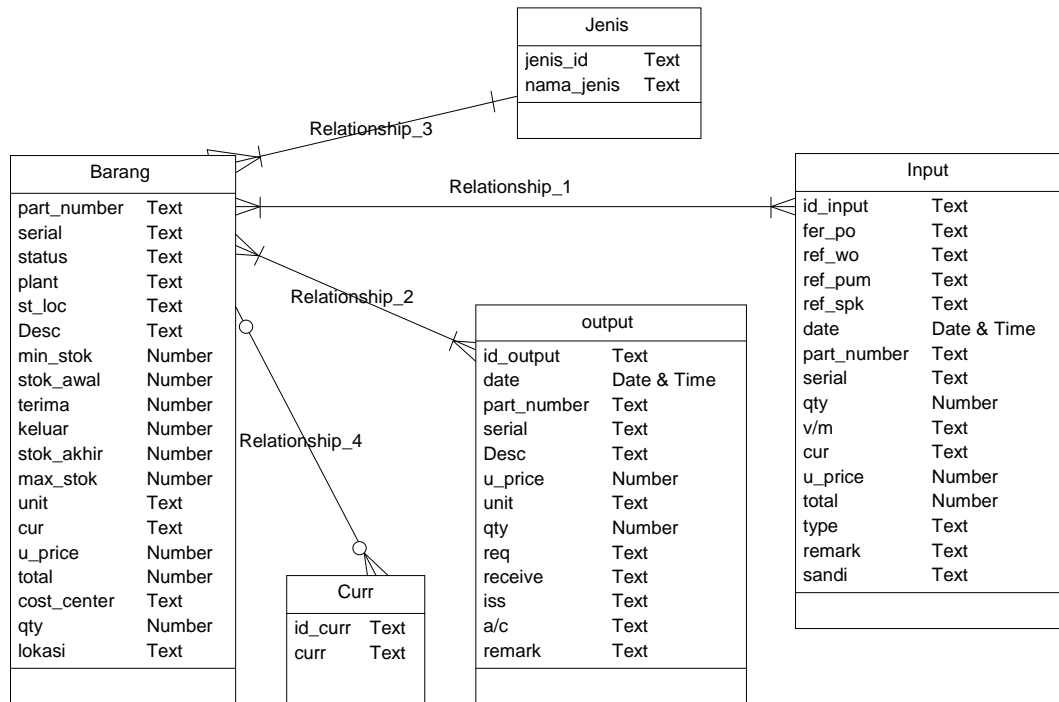 Jenis
jenis_id Text
nama_jenis Text
Relationship_3
Barang
part_number Text
serial Text
status Text
plant Text
st_loc Text
Desc Text
min_stok Number
stok_awal Number
terima Number
keluar Number
stok_akhir Number
max_stok Number
unit Text
cur Text
u_price Number
total Number
cost_center Text
qty Number
lokasi Text
Relationship_1
Input
id_input Text
fer_po Text
ref_wo Text
ref_pum Text
ref_spk Text
date Date & Time
part_number Text
serial Text
qty Number
v/m Text
cur Text
u_price Number
total Number
type Text
remark Text
sandi Text
Relationship_2
output
id_output Text
date Date & Time
part_number Text
serial Text
Desc Text
u_price Number
unit Text
qty Number
req Text
receive Text
iss Text
a/c Text
remark Text
Relationship_4
Curr
id_curr Text
curr Text